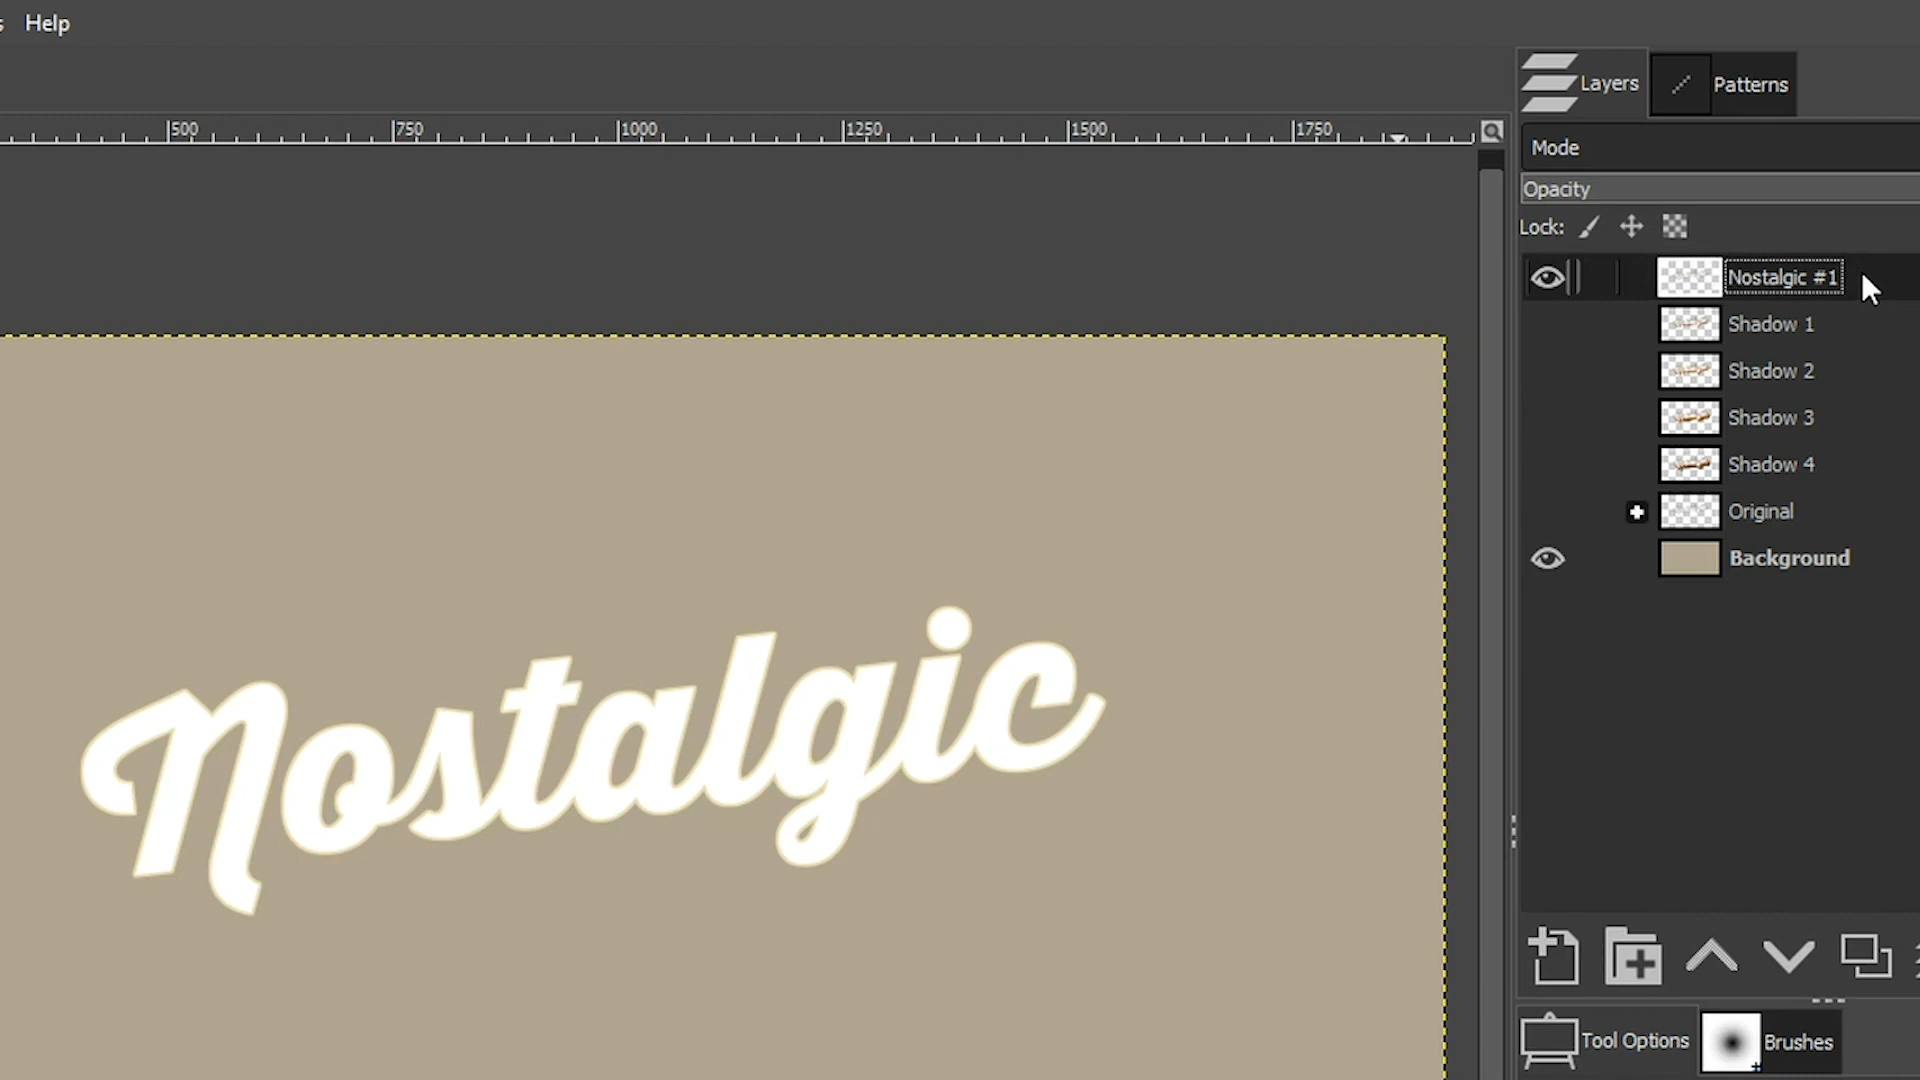 Help
Layers
Patterns
500 750 1000 1250 1500 1750
Mode
Opacity
Lock:
Nostalgic #1
Shadow 1
Shadow 2
Shadow 3
Shadow 4
Original
Background
Nostalgic
Tool Options
Brushes